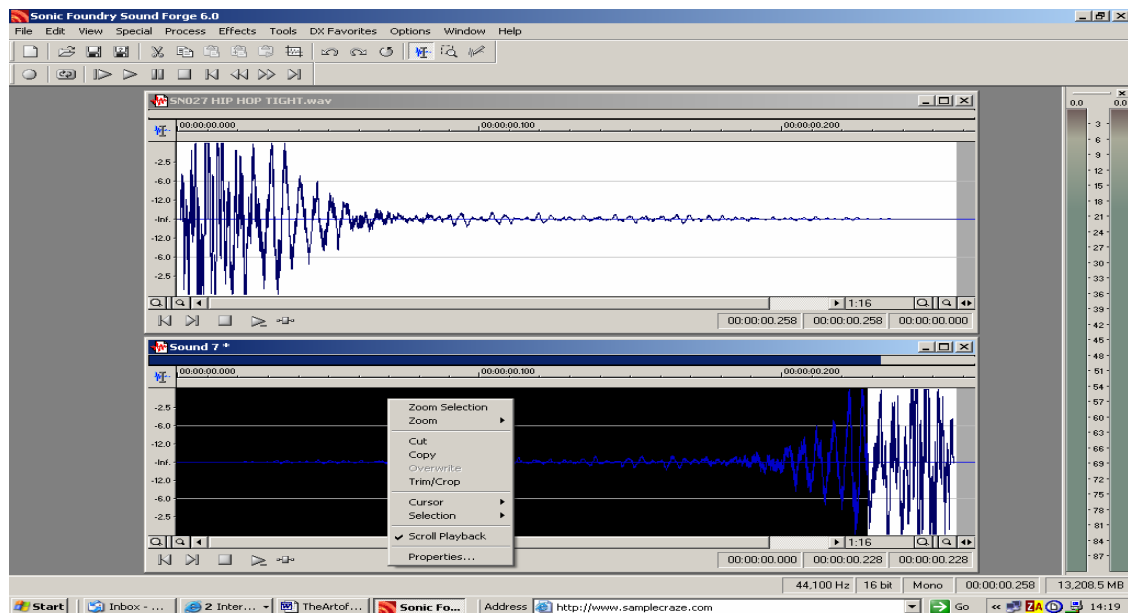 Sonic Foundry Sound Forge 6.0
File Edit View Special Process Effects Tools DX Favorites Options Window Help
SN027 HIP HOP TIGHT.wav
00:00:00.000 00:00:00.100 00:00:00.200
-2.5
-6.0
-12.0
-Inf.
-12.0
-6.0
-2.5
1:16
00:00:00.258 00:00:00.258 00:00:00.000
Sound 7 *
00:00:00.000 00:00:00.100 00:00:00.200
-2.5
-6.0
-12.0
-Inf.
-12.0
-6.0
-2.5
Zoom Selection
Zoom
Cut
Copy
Overwrite
Trim/Crop
Cursor
Selection
Scroll Playback
Properties...
1:16
00:00:00.000 00:00:00.228 00:00:00.228
0.0 0.0
- 3 -
- 6 -
- 9 -
- 12 -
- 15 -
- 18 -
- 21 -
- 24 -
- 27 -
- 30 -
- 33 -
- 36 -
- 39 -
- 42 -
- 45 -
- 48 -
- 51 -
- 54 -
- 57 -
- 60 -
- 63 -
- 66 -
- 69 -
- 72 -
- 75 -
- 78 -
- 81 -
- 84 -
- 87 -
44,100 Hz 16 bit Mono 00:00:00.258 13,208.5 MB
Start Inbox - ... 2 Inter... TheArtof... Sonic Fo... Address http://www.samplecraze.com Go « ZA 14:19